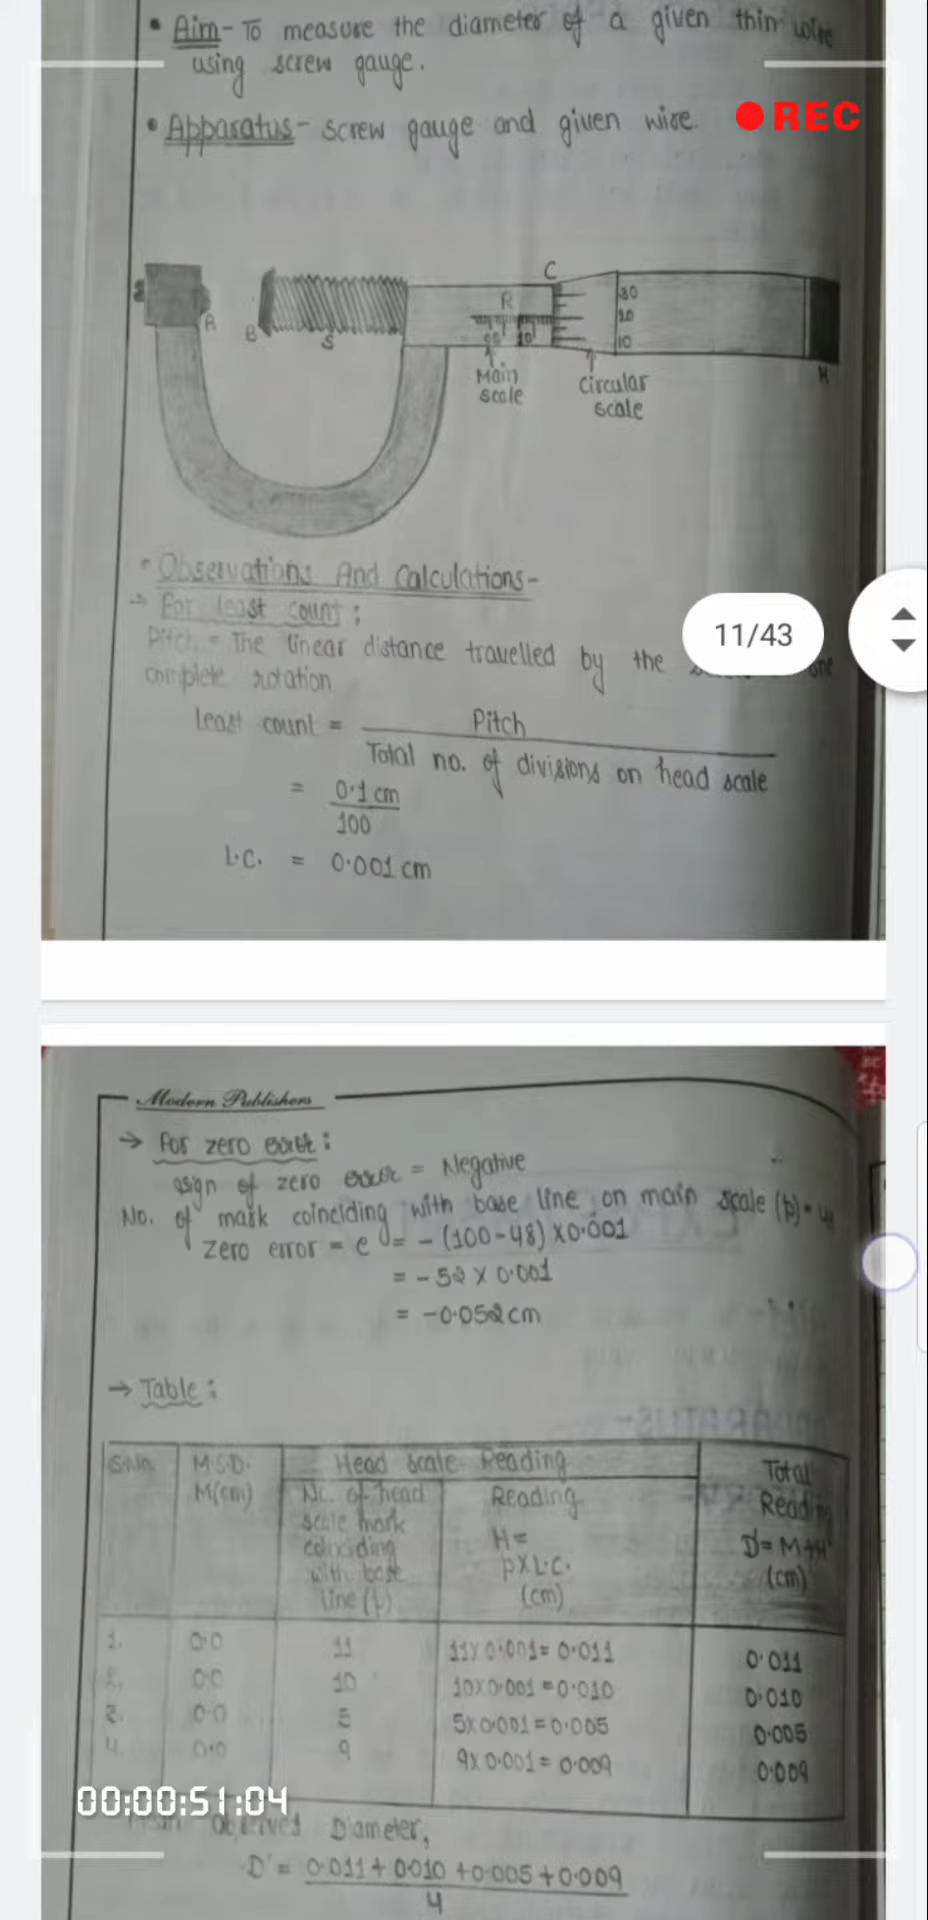 • Aim - To measure the diameter of a given thin wire
using screw gauge.
• Apparatus - screw gauge and given wire.
REC
C
R
30
20
10
A
B
S
10
H
Main
scale
Circular
scale
• Observations And Calculations -
→ For least count :
Pitch = The linear distance travelled by the one
complete rotation
11/43
Least count = Pitch
Total no. of divisions on head scale
= 0.1 cm
100
L.C. = 0.001 cm
Modern Publishers
→ For zero :
sign of zero error = Negative
No. of mark coinciding with base line on main scale (p) =
Zero error = e = - (100-48) X0.001
= - 52 X 0.001
= -0.052cm
→ Table :
S.No. M.S.D. Head scale Reading Total
M(cm) No. of head Reading Reading
scale mark H= D'= M+H
coinciding pXL.C. (cm)
with base (cm)
line (p)
1. 0.0 11 11X0.001= 0.011 0.011
2. 0.0 10 10X0.001 =0.010 0.010
3. 0.0 5 5X0.001=0.005 0.005
4. 0.0 9 9X 0.001= 0.009 0.009
00:00:51:04
Mean observed Diameter,
D' = 0.011+ 0.010 +0.005+0.009
4